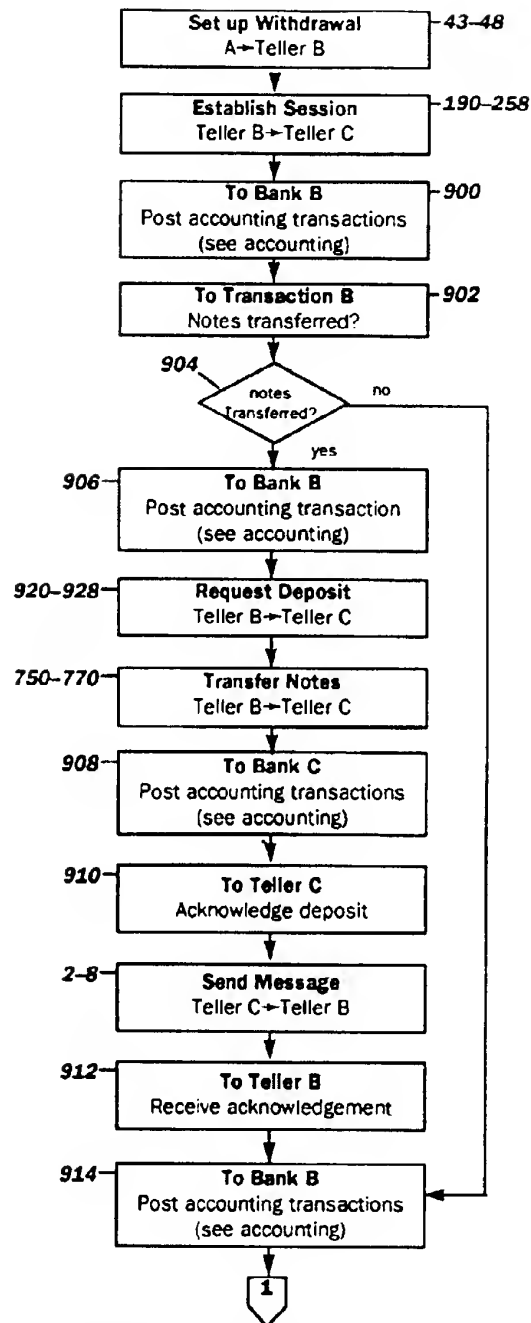 Set up Withdrawal
A→Teller B
43–48
Establish Session
Teller B→Teller C
190–258
To Bank B
Post accounting transactions
(see accounting)
900
To Transaction B
Notes transferred?
902
904
notes
Transferred?
no
yes
906
To Bank B
Post accounting transaction
(see accounting)
920–928
Request Deposit
Teller B→Teller C
750–770
Transfer Notes
Teller B→Teller C
908
To Bank C
Post accounting transactions
(see accounting)
910
To Teller C
Acknowledge deposit
2–8
Send Message
Teller C→Teller B
912
To Teller B
Receive acknowledgement
914
To Bank B
Post accounting transactions
(see accounting)
1